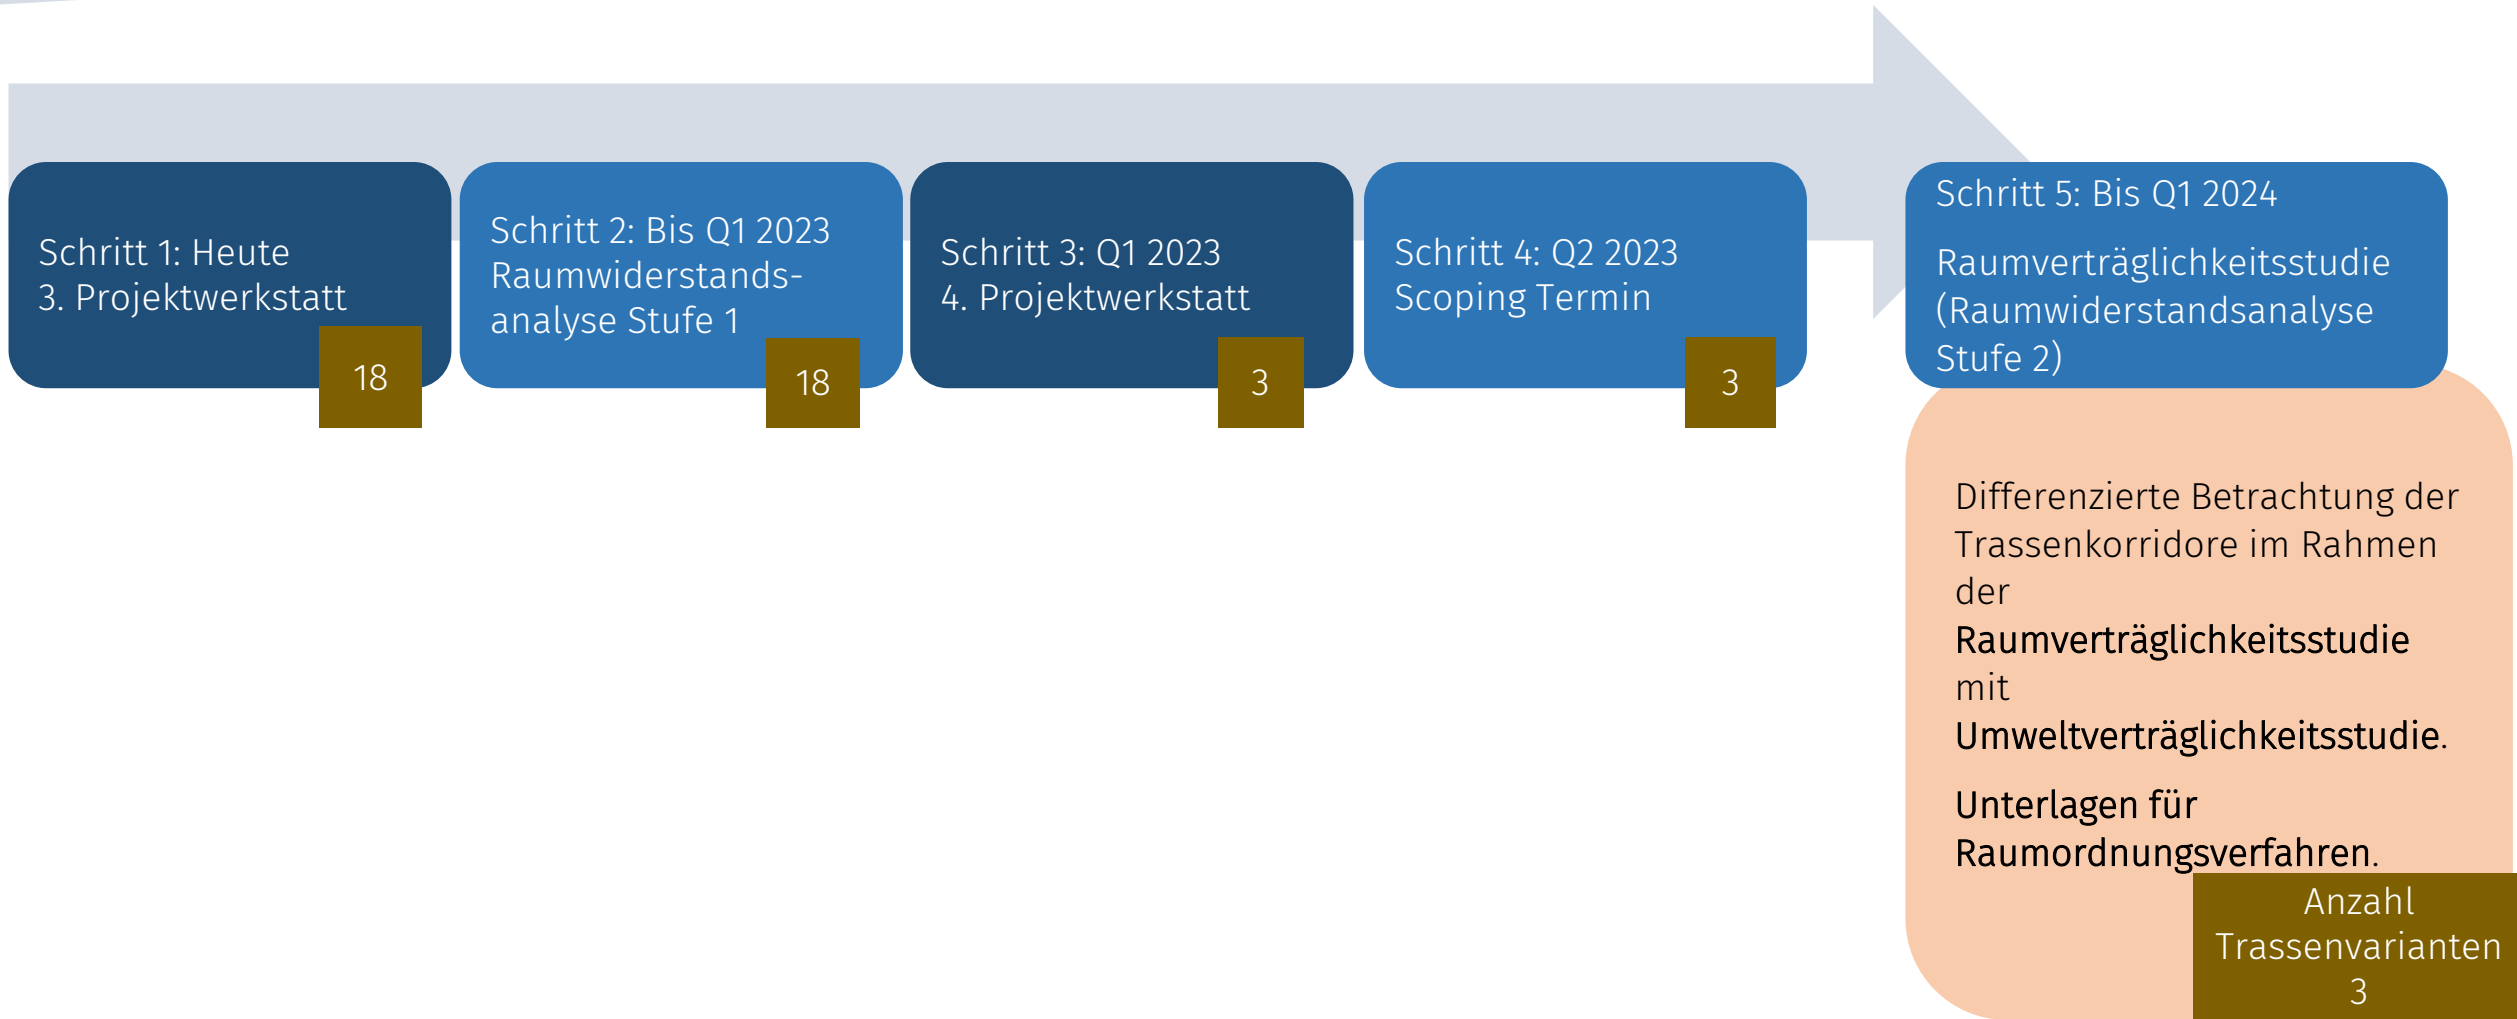 Schritt 1: Heute
3. Projektwerkstatt
18
Schritt 2: Bis Q1 2023
Raumwiderstands-
analyse Stufe 1
18
Schritt 3: Q1 2023
4. Projektwerkstatt
3
Schritt 4: Q2 2023
Scoping Termin
3
Schritt 5: Bis Q1 2024
Raumverträglichkeitsstudie
(Raumwiderstandsanalyse
Stufe 2)
Differenzierte Betrachtung der
Trassenkorridore im Rahmen
der
Raumverträglichkeitsstudie
mit
Umweltverträglichkeitsstudie.
Unterlagen für
Raumordnungsverfahren.
Anzahl
Trassenvarianten
3